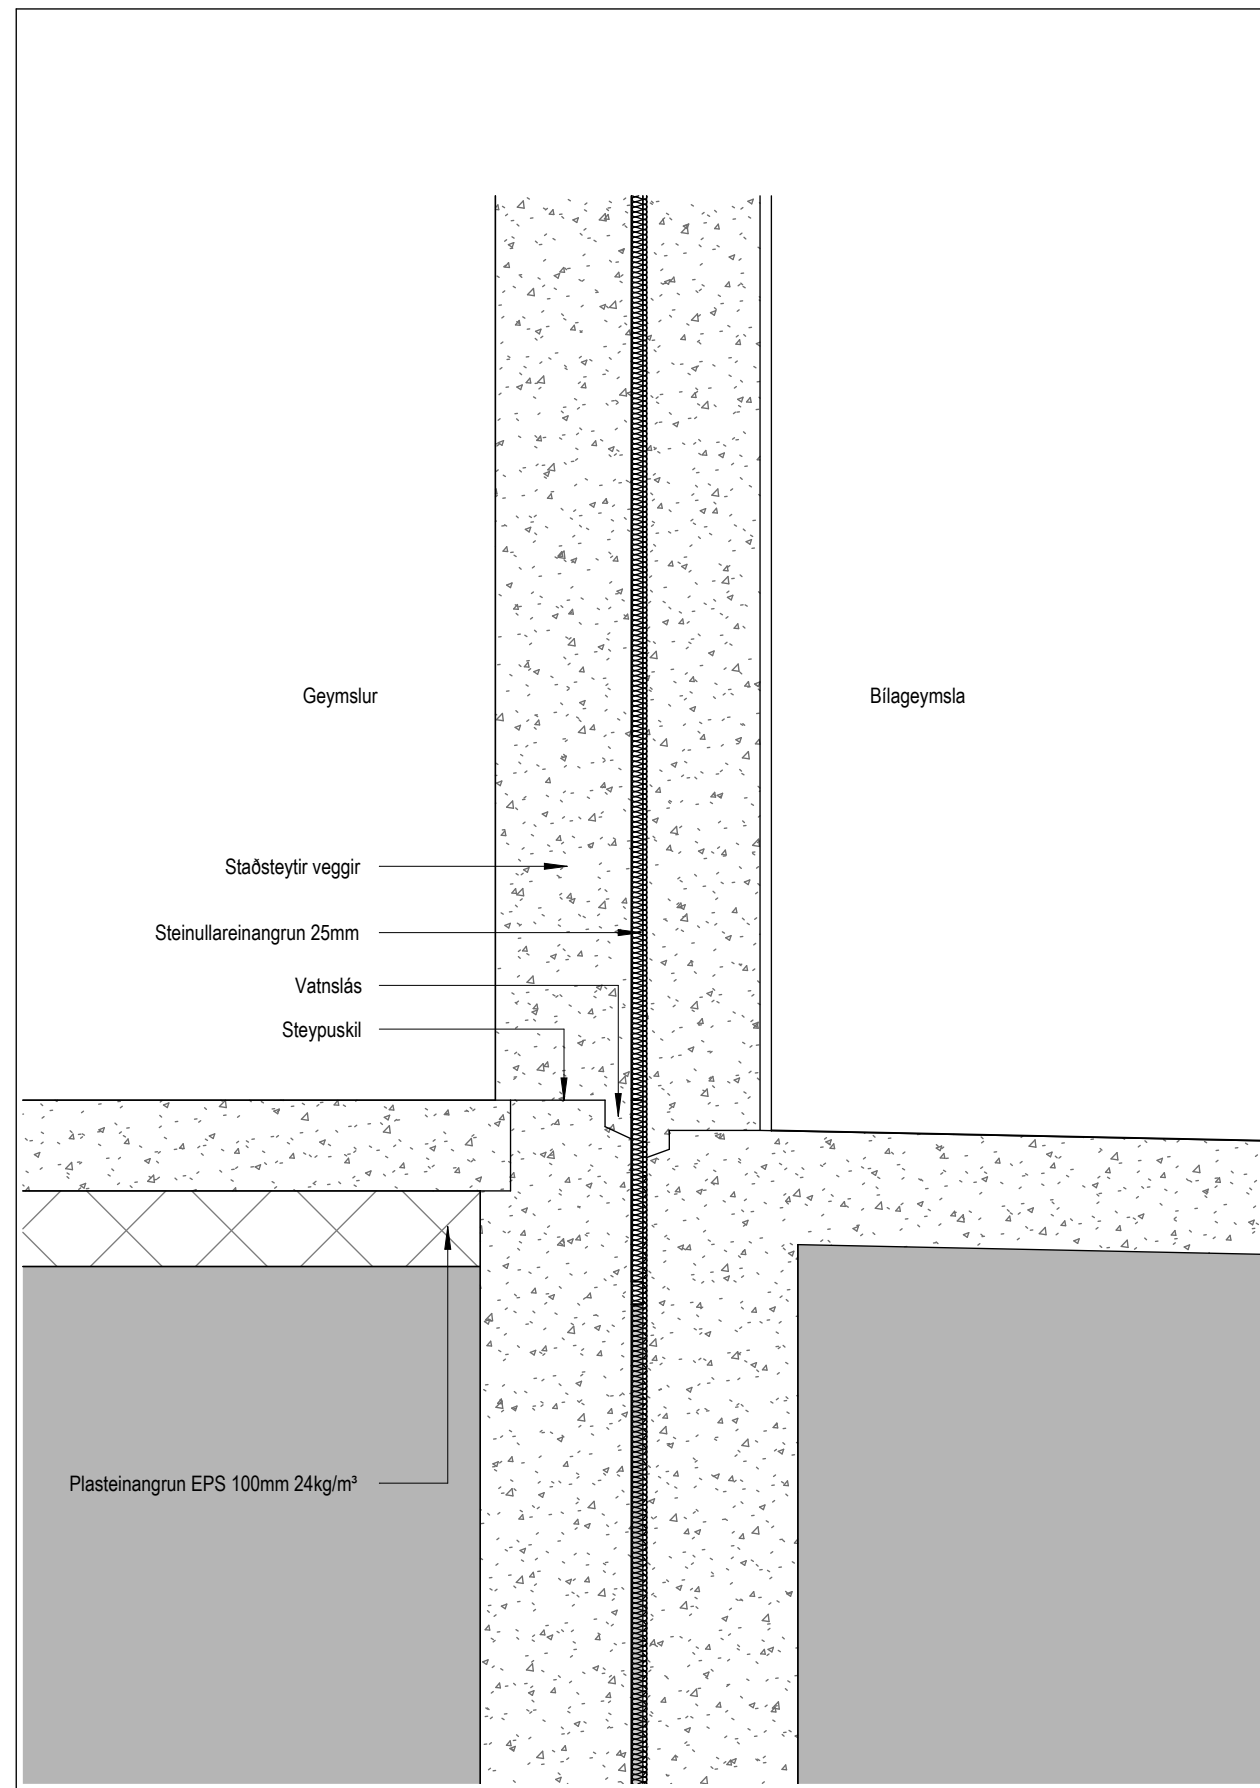 Geymslur
Bílageymsla
Staðsteytir veggir
Steinullareinangrun 25mm
Vatnslás
Steypuskil
Plasteinangrun EPS 100mm 24kg/m³